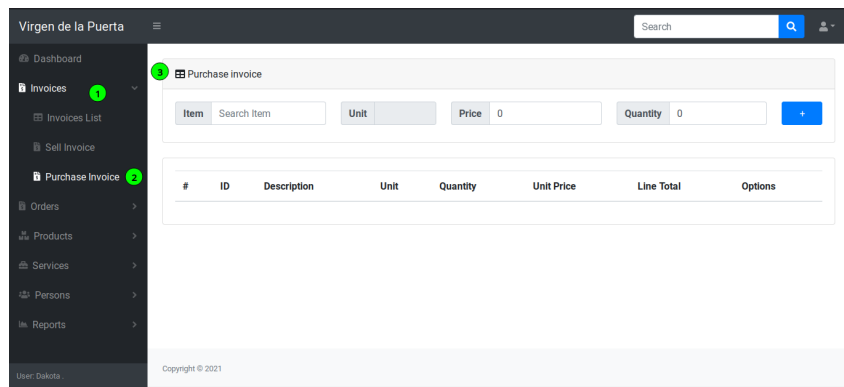 Virgen de la Puerta
Search
Dashboard
Invoices
1
Invoices List
Sell Invoice
Purchase Invoice 2
Orders
Products
Services
Persons
Reports
User: Dakota .
3 Purchase invoice
Item Search Item Unit Price 0 Quantity 0 +
# ID Description Unit Quantity Unit Price Line Total Options
Copyright © 2021